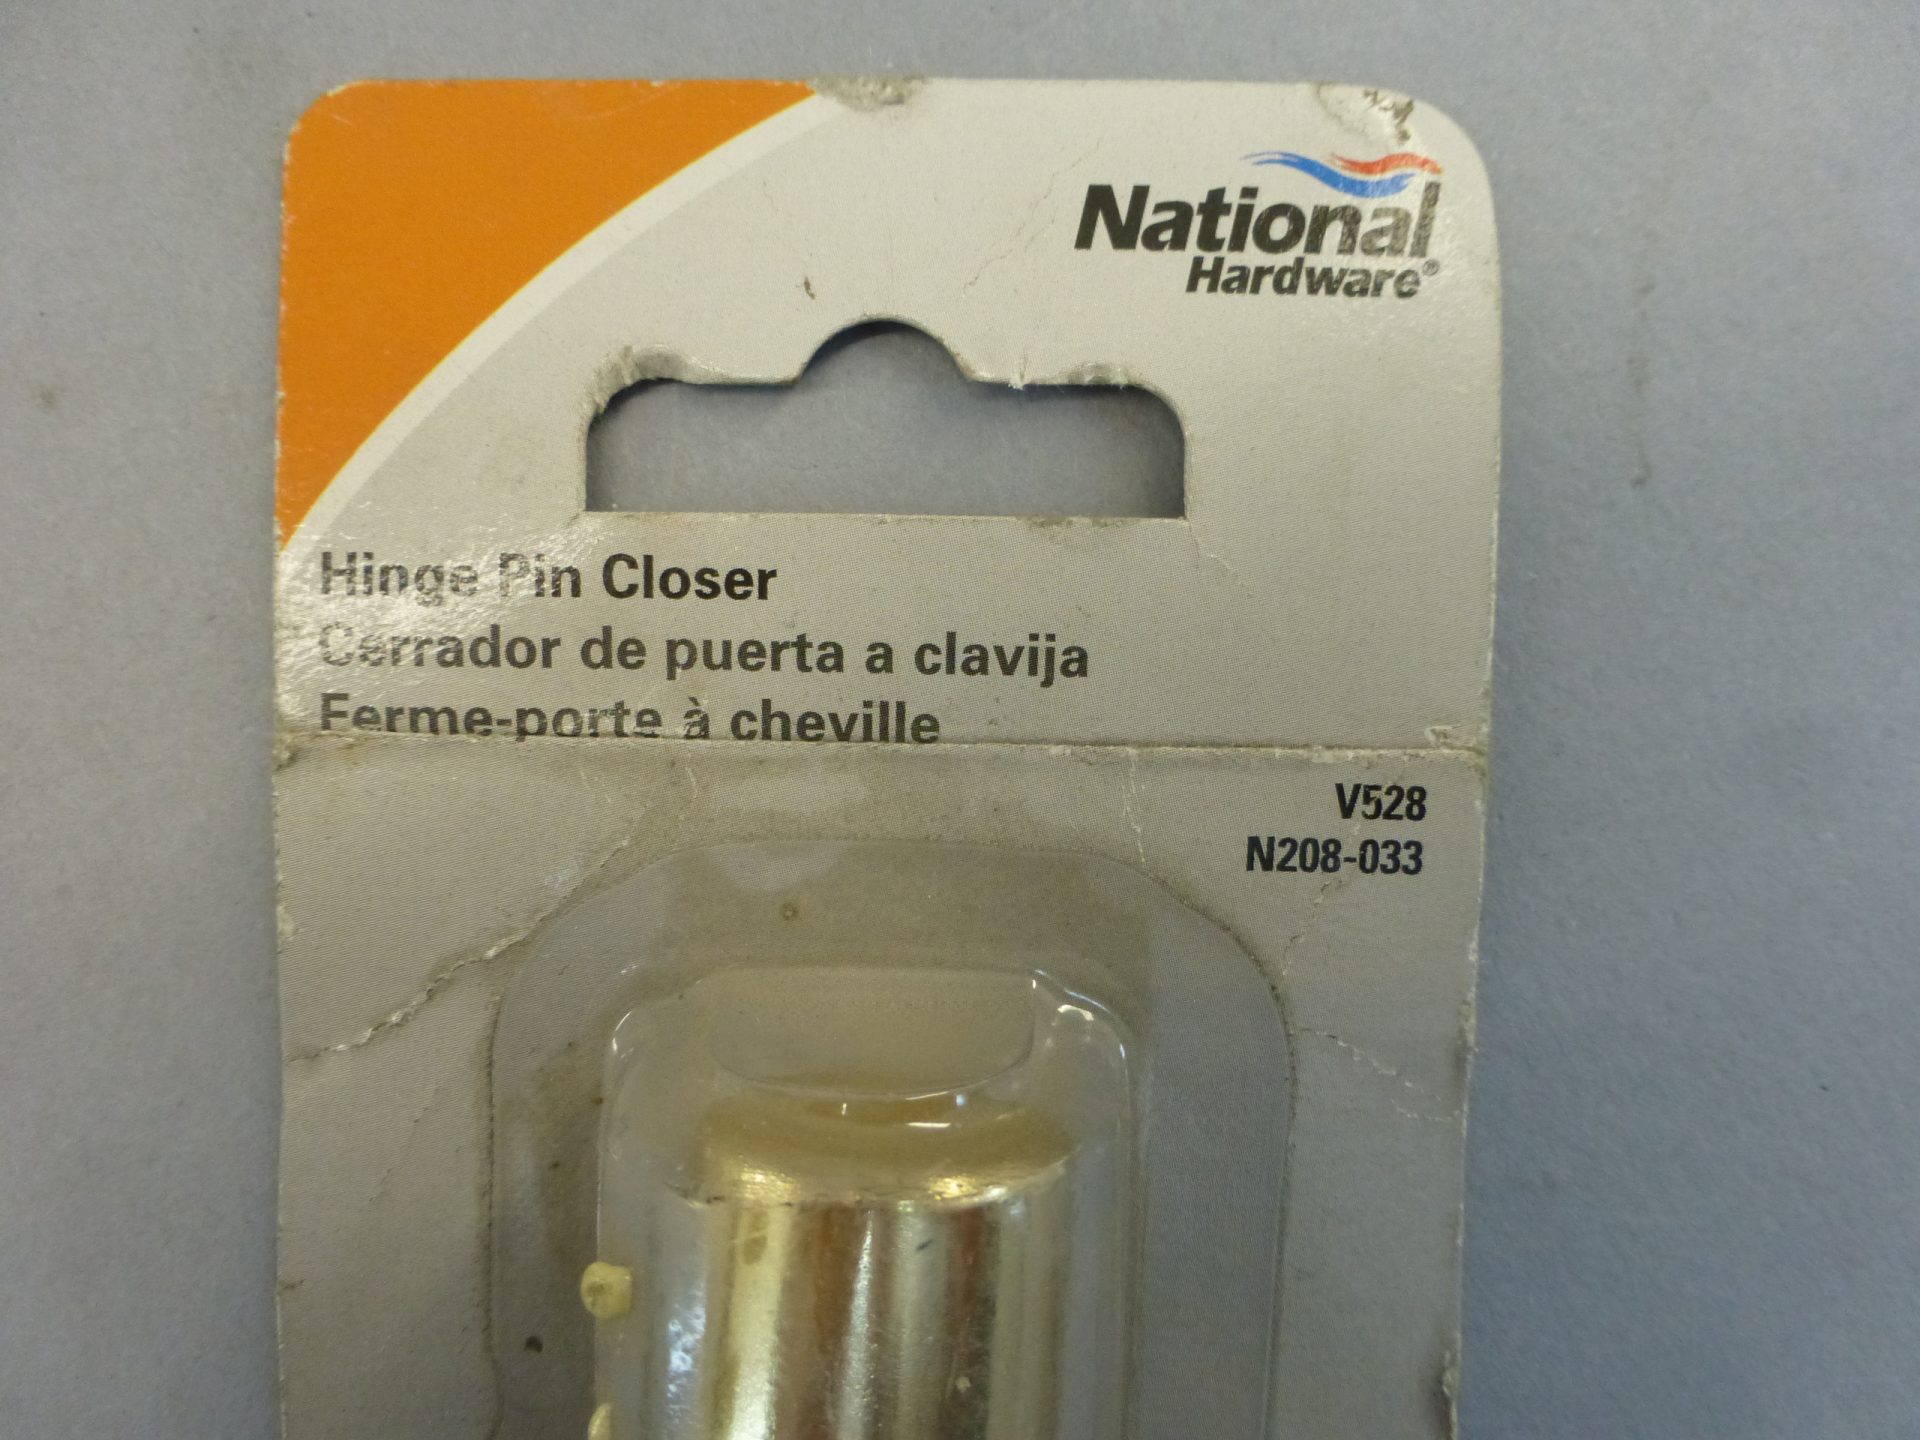 National
Hardware®
Hinge Pin Closer
Cerrador de puerta a clavija
Ferme-porte à cheville
V528
N208-033